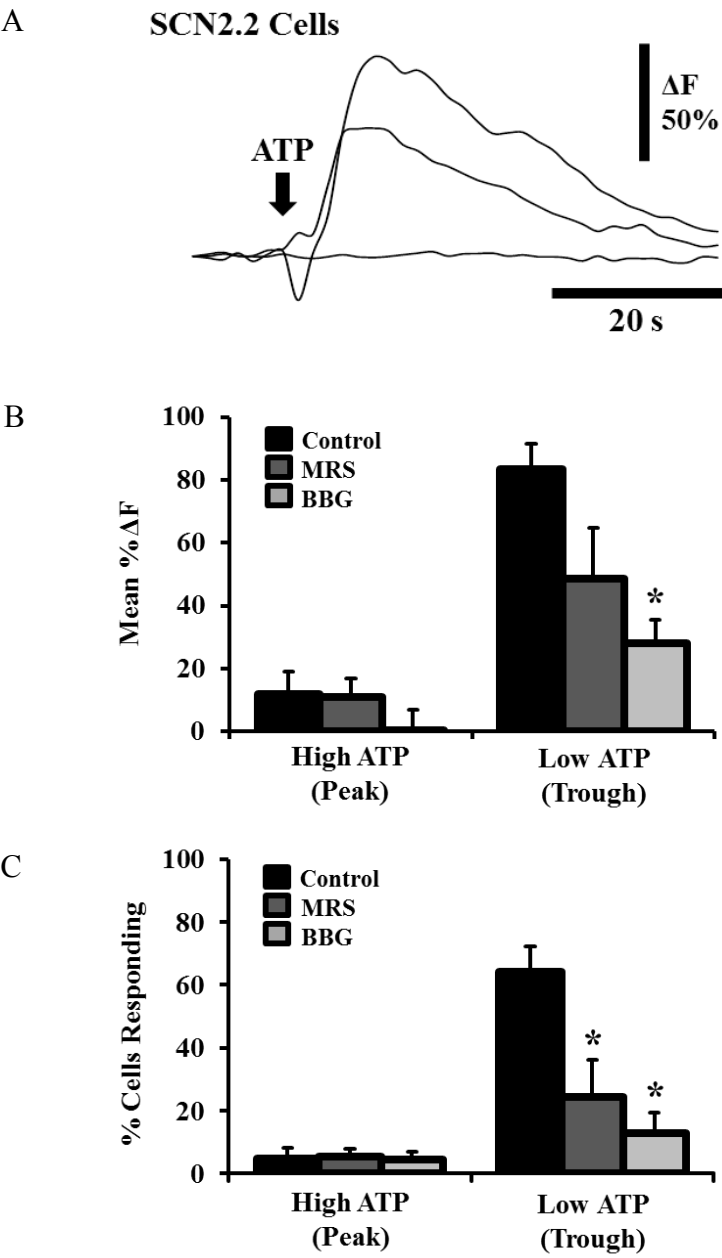 A
SCN2.2 Cells
ΔF
50%
ATP
20 s
B
100
80
60
40
20
0
Mean % ΔF
Control
MRS
BBG
*
High ATP
(Peak)
Low ATP
(Trough)
C
100
80
60
40
20
0
% Cells Responding
Control
MRS
BBG
*
*
High ATP
(Peak)
Low ATP
(Trough)